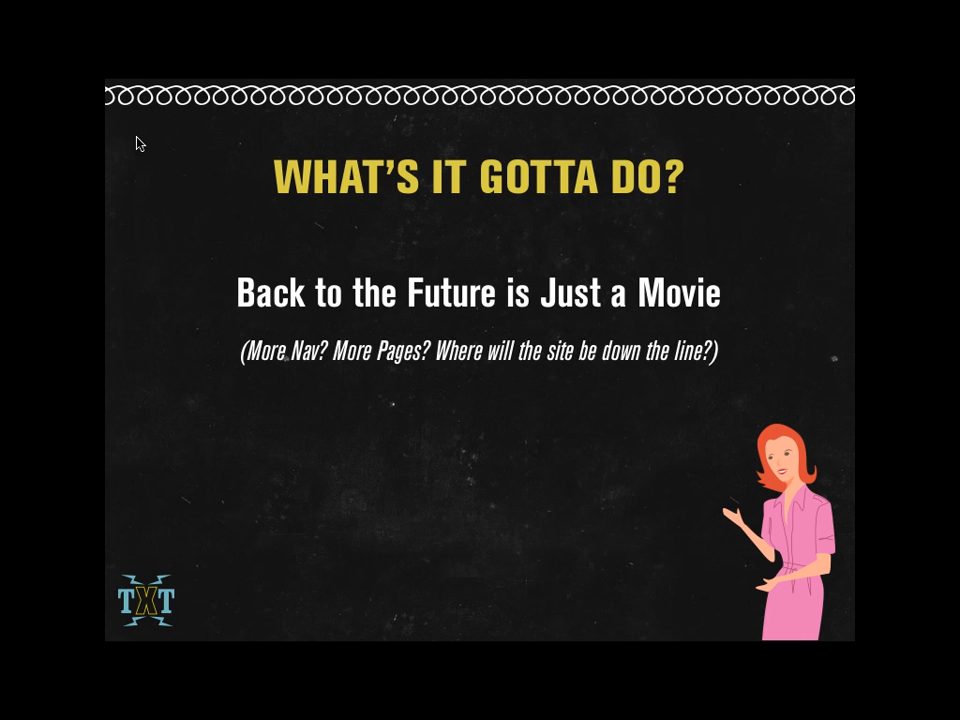 WHAT’S IT GOTTA DO?
Back to the Future is Just a Movie
(More Nav? More Pages? Where will the site be down the line?)
TXT